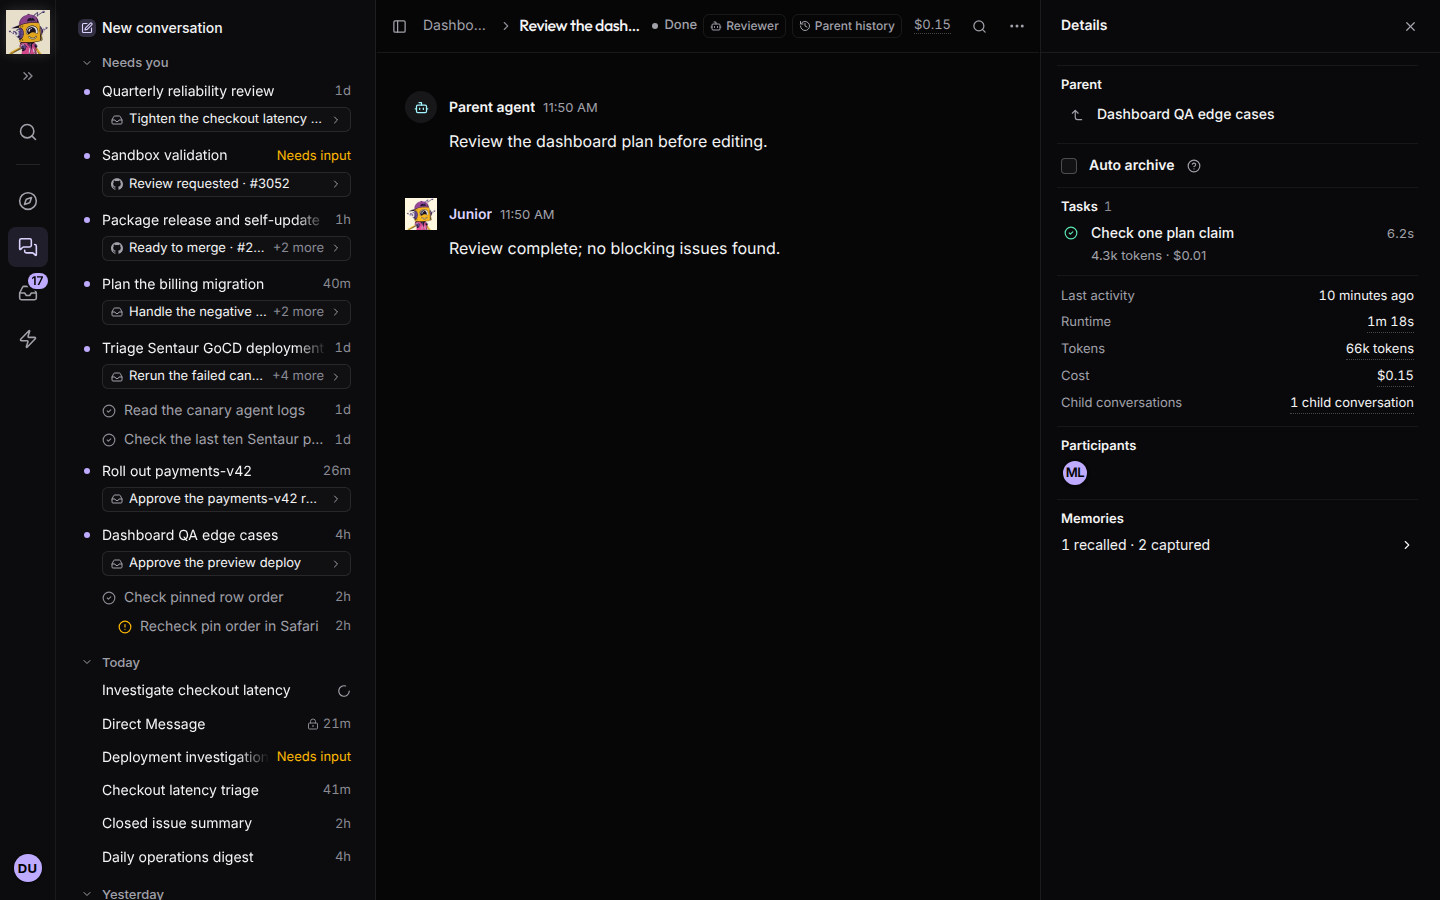 New conversation
Needs you
Quarterly reliability review 1d
Tighten the checkout latency ...
Sandbox validation Needs input
Review requested · #3052
Package release and self-update 1h
Ready to merge · #2... +2 more
Plan the billing migration 40m
Handle the negative ... +2 more
Triage Sentaur GoCD deployment 1d
Rerun the failed can... +4 more
Read the canary agent logs 1d
Check the last ten Sentaur p... 1d
Roll out payments-v42 26m
Approve the payments-v42 r...
Dashboard QA edge cases 4h
Approve the preview deploy
Check pinned row order 2h
Recheck pin order in Safari 2h
Today
Investigate checkout latency
Direct Message 21m
Deployment investigation Needs input
Checkout latency triage 41m
Closed issue summary 2h
Daily operations digest 4h
Yesterday
17
DU
Dashbo... Review the dash... Done Reviewer Parent history $0.15
Parent agent 11:50 AM
Review the dashboard plan before editing.
Junior 11:50 AM
Review complete; no blocking issues found.
Details
Parent
Dashboard QA edge cases
Auto archive
Tasks 1
Check one plan claim 6.2s
4.3k tokens · $0.01
Last activity 10 minutes ago
Runtime 1m 18s
Tokens 66k tokens
Cost $0.15
Child conversations 1 child conversation
Participants
ML
Memories
1 recalled · 2 captured